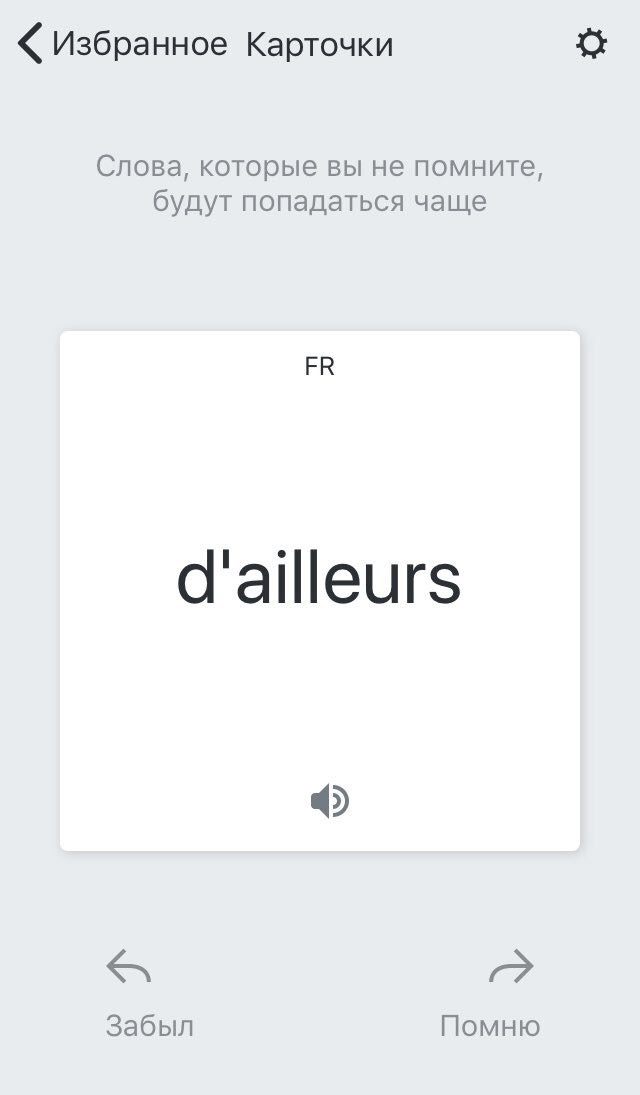 Избранное Карточки
Слова, которые вы не помните,
будут попадаться чаще
FR
d'ailleurs
Забыл Помню